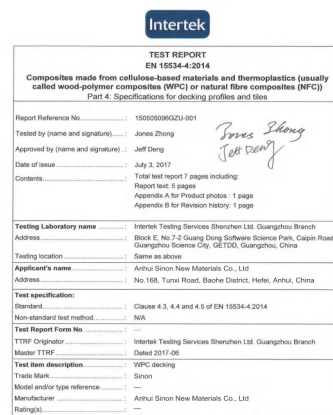 Intertek
TEST REPORT
EN 15534-4:2014
Composites made from cellulose-based materials and thermoplastics (usually
called wood-polymer composites (WPC) or natural fibre composites (NFC))
Part 4: Specifications for decking profiles and tiles
Report Reference No. : 150505096GZU-001
Tested by (name and signature) : Jones Zhong
Jones Zhong
Approved by (name and signature) : Jeff Deng
Jeff Deng
Date of issue : July 3, 2017
Contents : Total test report 7 pages including:
Report text: 5 pages
Appendix A for Product photos : 1 page
Appendix B for Revision history: 1 page
Testing Laboratory name : Intertek Testing Services Shenzhen Ltd. Guangzhou Branch
Address : Block E, No.7-2 Guang Dong Software Science Park, Caipin Road
Guangzhou Science City, GETDD, Guangzhou, China
Testing location : Same as above
Applicant's name : Anhui Sinon New Materials Co., Ltd
Address : No.168, Tunxi Road, Baohe District, Hefei, Anhui, China
Test specification:
Standard : Clause 4.3, 4.4 and 4.5 of EN 15534-4:2014
Non-standard test method : N/A
Test Report Form No. : —
TTRF Originator : Intertek Testing Services Shenzhen Ltd. Guangzhou Branch
Master TTRF : Dated 2017-06
Test item description : WPC decking
Trade Mark : Sinon
Model and/or type reference : —
Manufacturer : Anhui Sinon New Materials Co., Ltd
Rating(s) : —